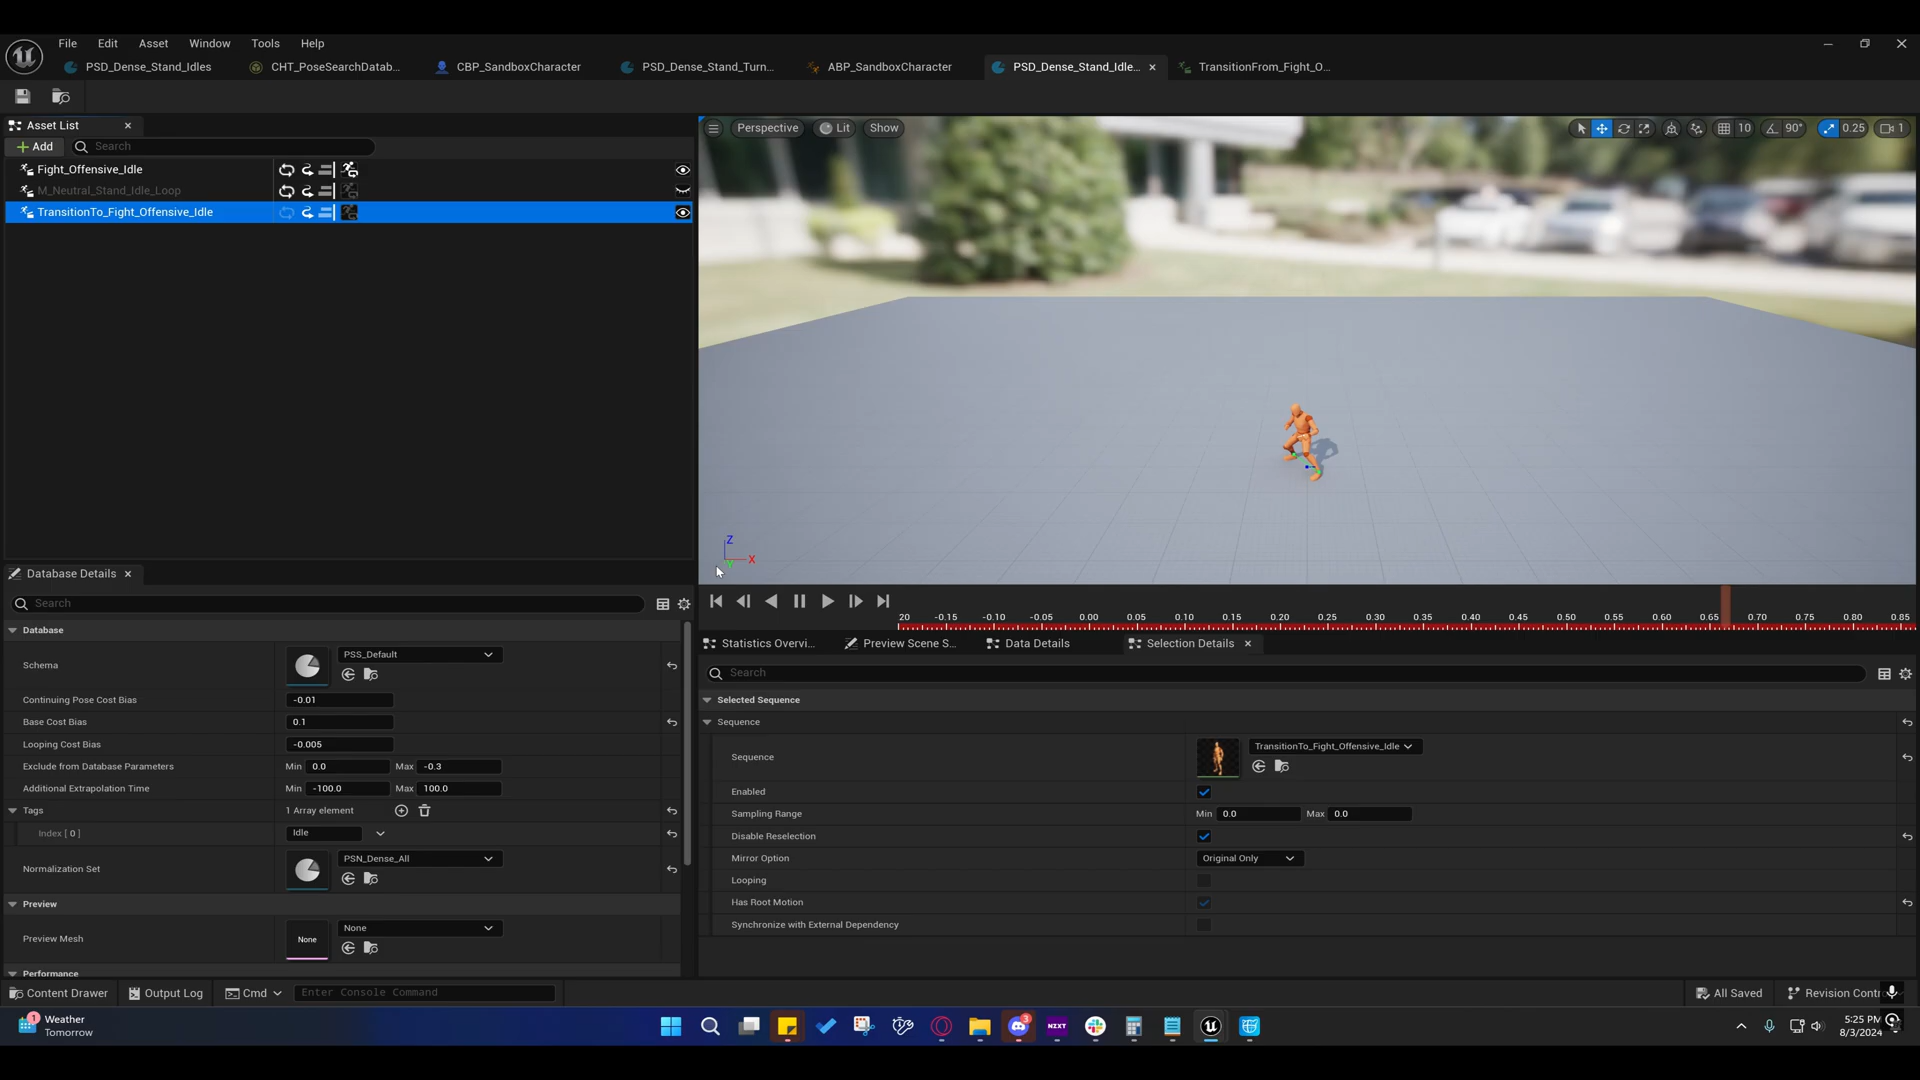 File Edit Asset Window Tools Help
PSD_Dense_Stand_Idles CHT_PoseSearchDatab... CBP_SandboxCharacter PSD_Dense_Stand_Turn... ABP_SandboxCharacter PSD_Dense_Stand_Idle... TransitionFrom_Fight_O...
Asset List
Add Search
Fight_Offensive_Idle
M_Neutral_Stand_Idle_Loop
TransitionTo_Fight_Offensive_Idle
Perspective Lit Show 10 90° 0.25 1
Z
X
Y
Database Details
Search
Database
Schema PSS_Default
Continuing Pose Cost Bias -0.01
Base Cost Bias 0.1
Looping Cost Bias -0.005
Exclude from Database Parameters Min 0.0 Max -0.3
Additional Extrapolation Time Min -100.0 Max 100.0
Tags 1 Array element
Index [ 0 ] Idle
Normalization Set PSN_Dense_All
Preview
Preview Mesh None None
Performance
20 -0.15 -0.10 -0.05 0.00 0.05 0.10 0.15 0.20 0.25 0.30 0.35 0.40 0.45 0.50 0.55 0.60 0.65 0.70 0.75 0.80 0.85
Statistics Overvi... Preview Scene S... Data Details Selection Details
Search
Selected Sequence
Sequence
Sequence TransitionTo_Fight_Offensive_Idle
Enabled
Sampling Range Min 0.0 Max 0.0
Disable Reselection
Mirror Option Original Only
Looping
Has Root Motion
Synchronize with External Dependency
Content Drawer Output Log Cmd Enter Console Command All Saved Revision Contr
1 Weather
Tomorrow
3
NZXT
5:25 PM
8/3/2024